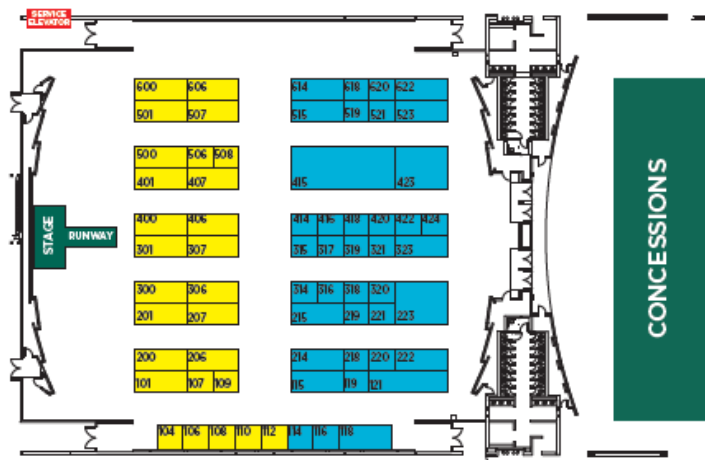 SERVICE
ELEVATOR
600 606 614 618 620 622
501 507 515 519 521 523
500 506 508
401 407 415 423
STAGE
RUNWAY
CONCESSIONS
400 406 414 416 418 420 422 424
301 307 315 317 319 321 323
300 306 314 316 318 320
201 207 215 219 221 223
200 206 214 218 220 222
101 107 109 115 119 121
104 106 108 110 112 114 116 118